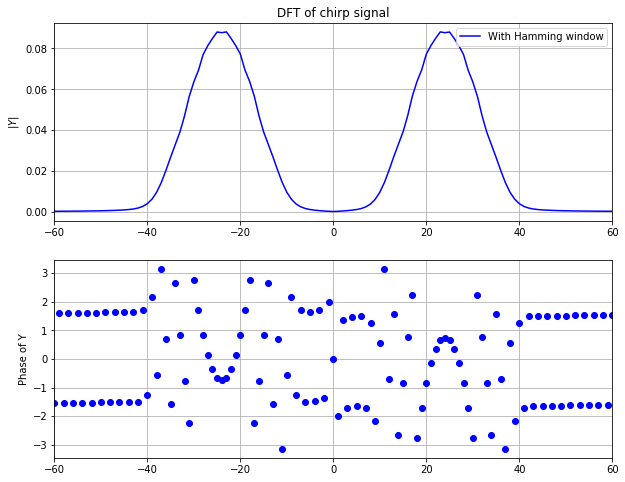 DFT of chirp signal
With Hamming window
|Y|
0.08
0.06
0.04
0.02
0.00
−60 −40 −20 0 20 40 60
Phase of Y
3
2
1
0
−1
−2
−3
−60 −40 −20 0 20 40 60